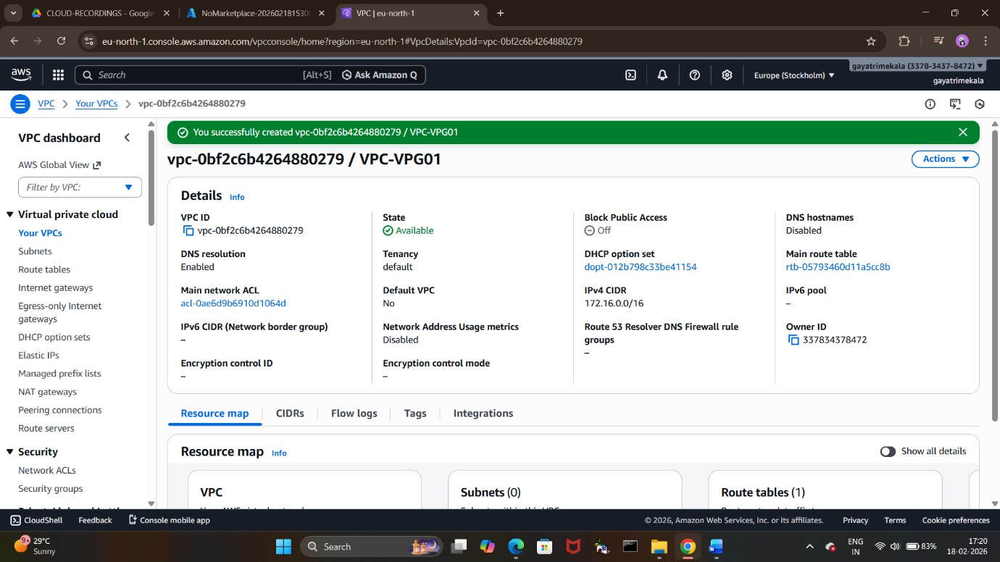 CLOUD-RECORDINGS - Google
NoMarketplace-20260218153
VPC | eu-north-1
eu-north-1.console.aws.amazon.com/vpcconsole/home?region=eu-north-1#VpcDetails:VpcId=vpc-0bf2c6b4264880279
aws
Search [Alt+S] Ask Amazon Q
Europe (Stockholm)
gayatrimekala (3378-3437-8472)
gayatrimekala
VPC
Your VPCs
vpc-0bf2c6b4264880279
VPC dashboard
AWS Global View
Filter by VPC:
Virtual private cloud
Your VPCs
Subnets
Route tables
Internet gateways
Egress-only Internet
gateways
DHCP option sets
Elastic IPs
Managed prefix lists
NAT gateways
Peering connections
Route servers
Security
Network ACLs
Security groups
You successfully created vpc-0bf2c6b4264880279 / VPC-VPG01
vpc-0bf2c6b4264880279 / VPC-VPG01
Actions
Details Info
VPC ID
vpc-0bf2c6b4264880279
State
Available
Block Public Access
Off
DNS hostnames
Disabled
DNS resolution
Enabled
Tenancy
default
DHCP option set
dopt-012b798c33be41154
Main route table
rtb-05793460d11a5cc8b
Main network ACL
acl-0ae6d9b6910d1064d
Default VPC
No
IPv4 CIDR
172.16.0.0/16
IPv6 pool
–
IPv6 CIDR (Network border group)
–
Network Address Usage metrics
Disabled
Route 53 Resolver DNS Firewall rule
groups
–
Owner ID
337834378472
Encryption control ID
–
Encryption control mode
–
Resource map
CIDRs
Flow logs
Tags
Integrations
Resource map Info
Show all details
VPC
Subnets (0)
Route tables (1)
CloudShell
Feedback
Console mobile app
© 2026, Amazon Web Services, Inc. or its affiliates.
Privacy
Terms
Cookie preferences
9+
29°C
Sunny
Search
ENG
IN
83%
17:20
18-02-2026